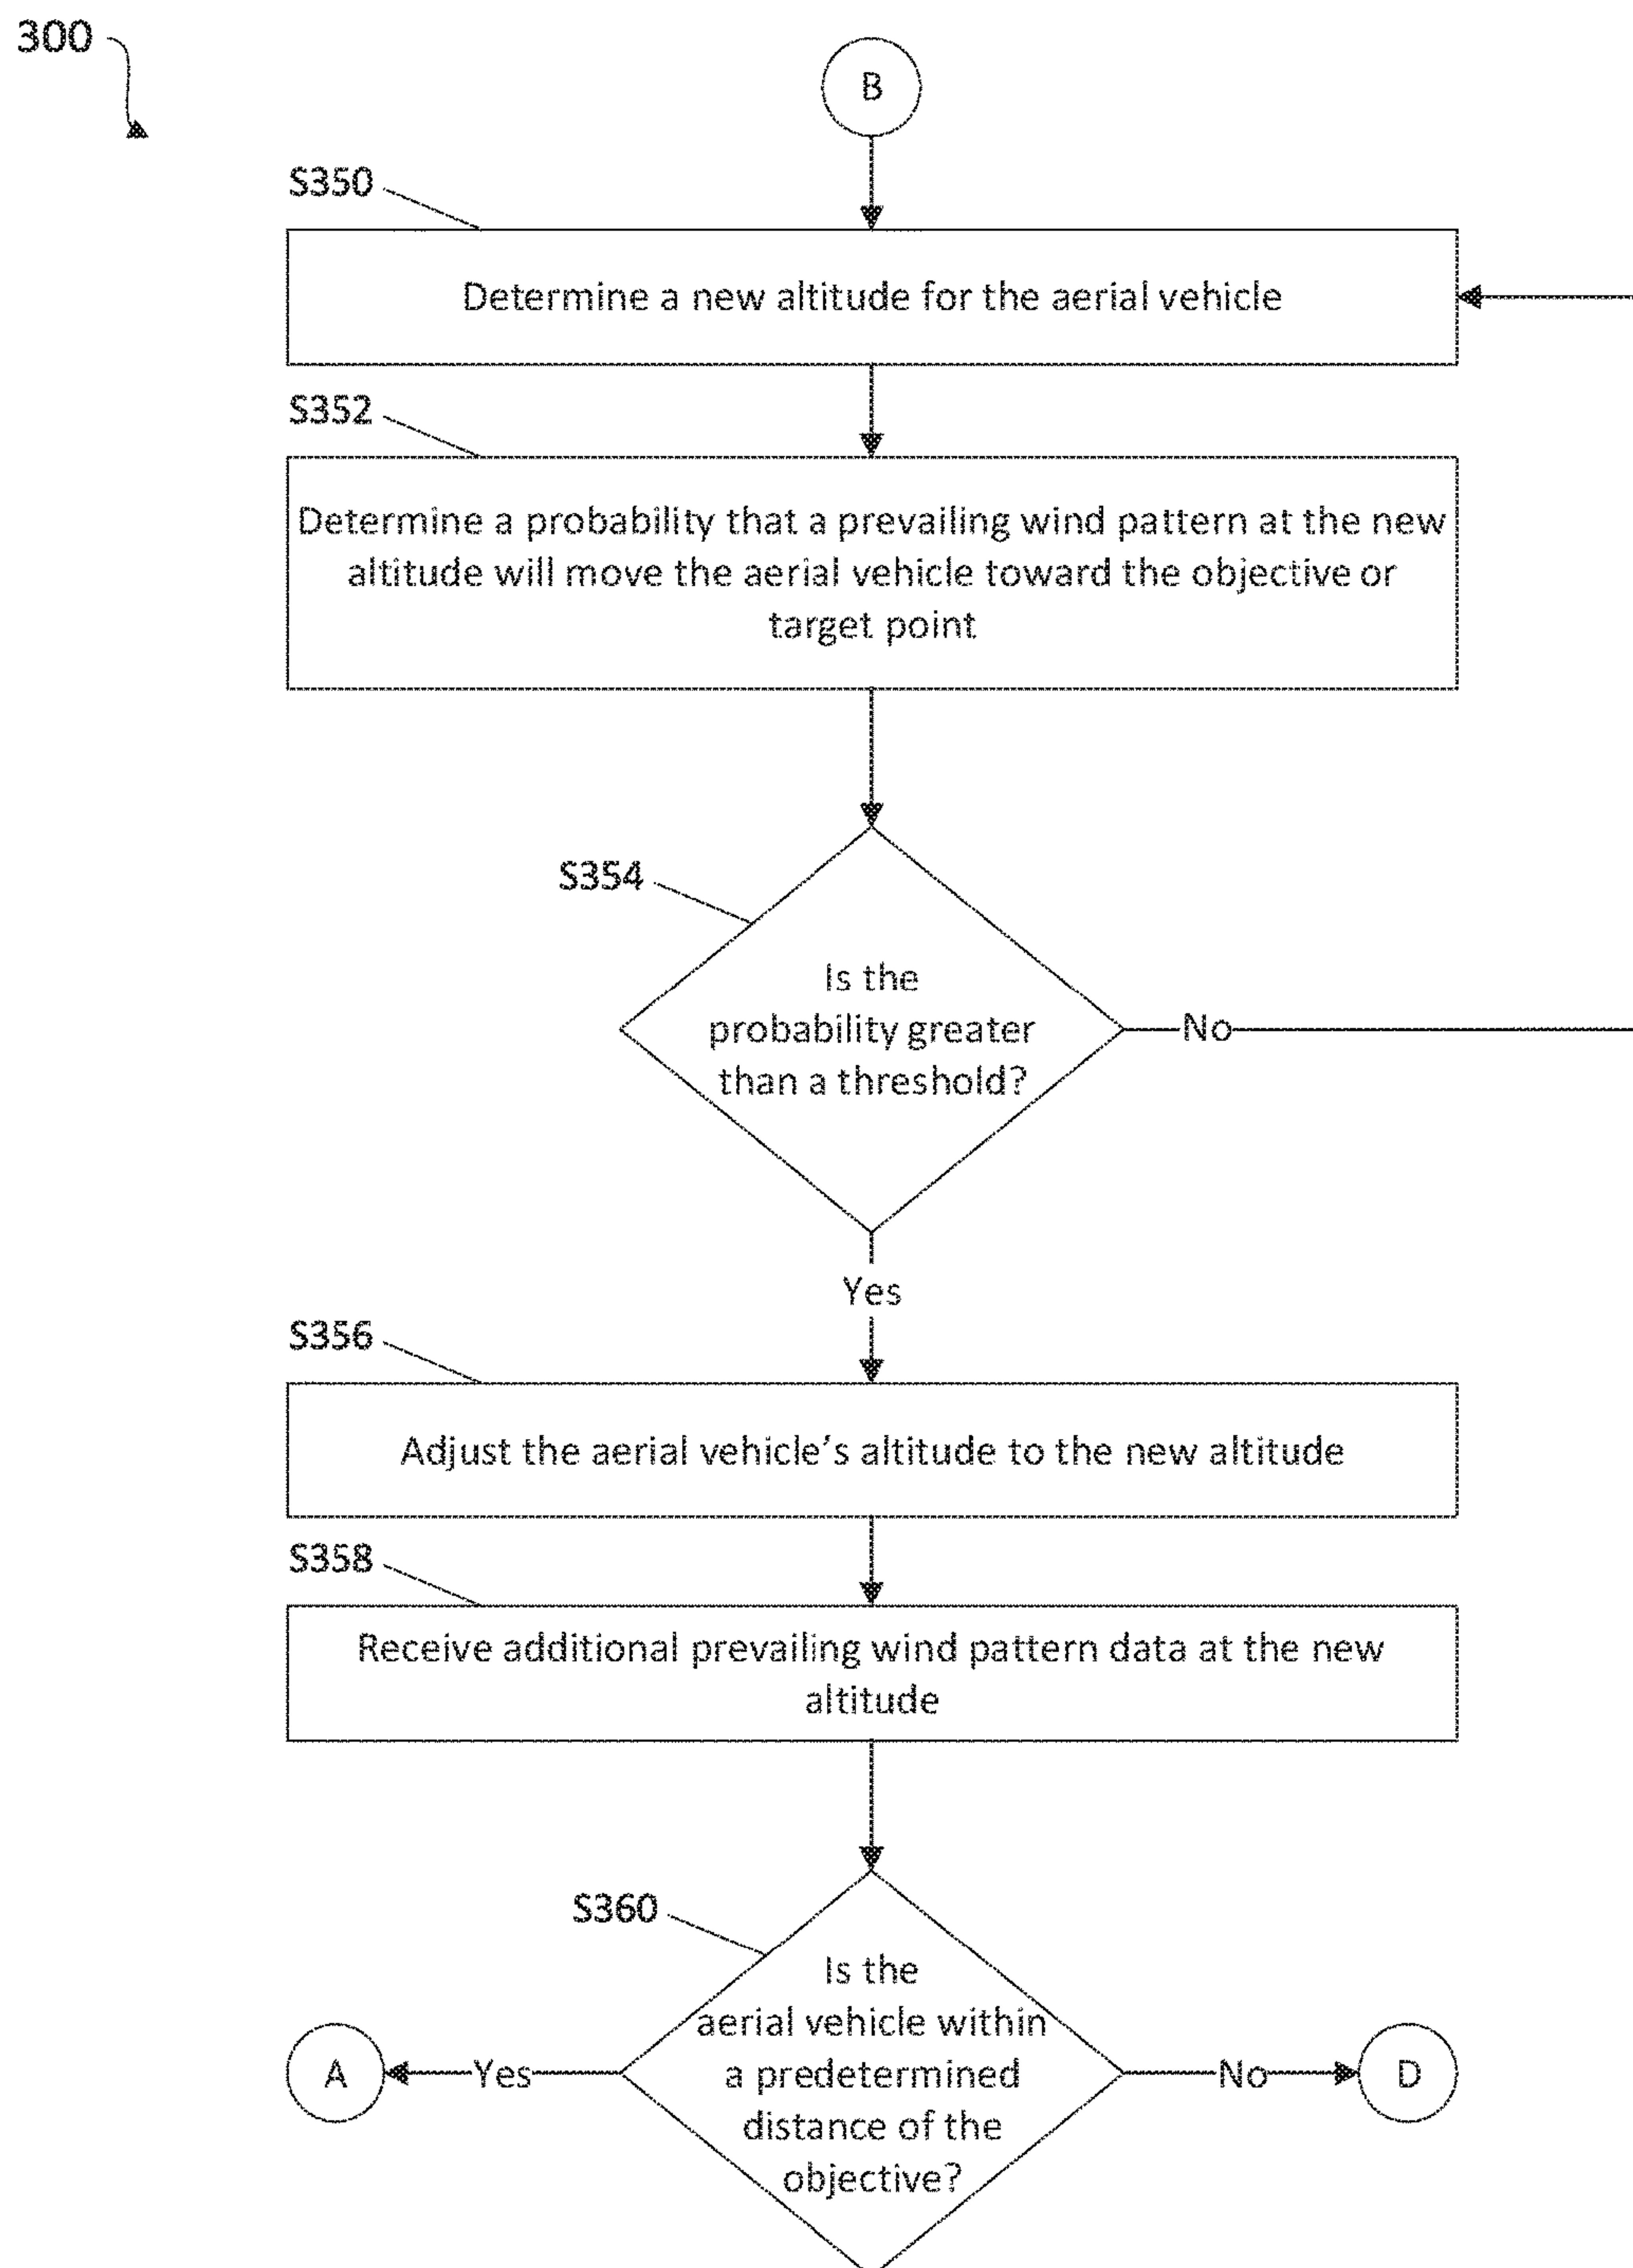 300
B
S350
Determine a new altitude for the aerial vehicle
S352
Determine a probability that a prevailing wind pattern at the new
altitude will move the aerial vehicle toward the objective or
target point
S354
Is the
probability greater
than a threshold?
No
Yes
S356
Adjust the aerial vehicle's altitude to the new altitude
S358
Receive additional prevailing wind pattern data at the new
altitude
S360
Is the
aerial vehicle within
a predetermined
distance of the
objective?
A
Yes
No
D